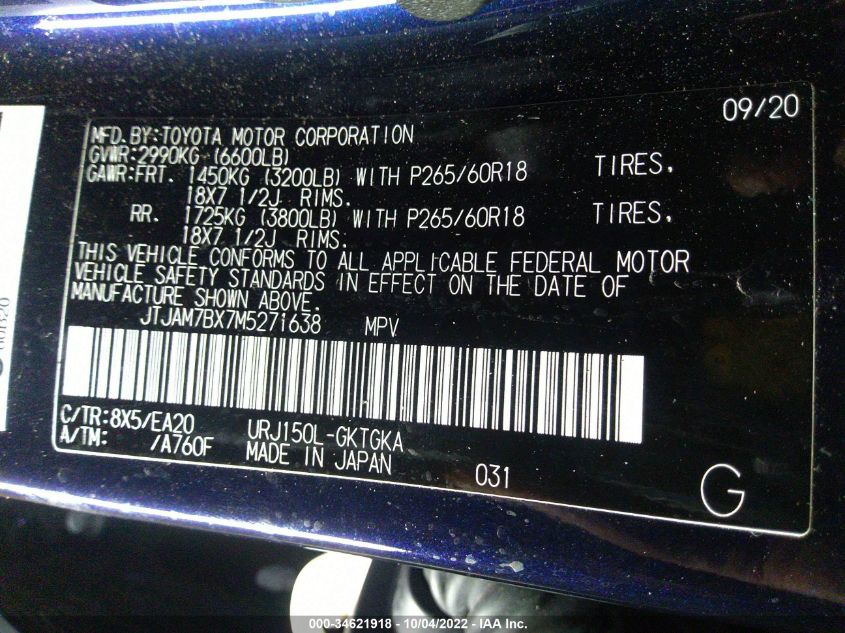 09/20
MFD.BY:TOYOTA MOTOR CORPORATION
GVWR:2990KG (6600LB)
GAWR:FRT. 1450KG (3200LB) WITH P265/60R18 TIRES,
18X7 1/2J RIMS.
RR. 1725KG (3800LB) WITH P265/60R18 TIRES,
18X7 1/2J RIMS.
THIS VEHICLE CONFORMS TO ALL APPLICABLE FEDERAL MOTOR
VEHICLE SAFETY STANDARDS IN EFFECT ON THE DATE OF
MANUFACTURE SHOWN ABOVE.
JTJAM7BX7M5271638 MPV
C/TR:8X5/EA20 URJ150L-GKTGKA
A/TM: /A760F MADE IN JAPAN
031
G
000-34621918 - 10/04/2022 - IAA Inc.